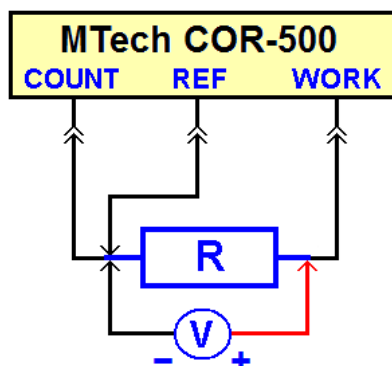 MTech COR-500
COUNT REF WORK
R
V
- +